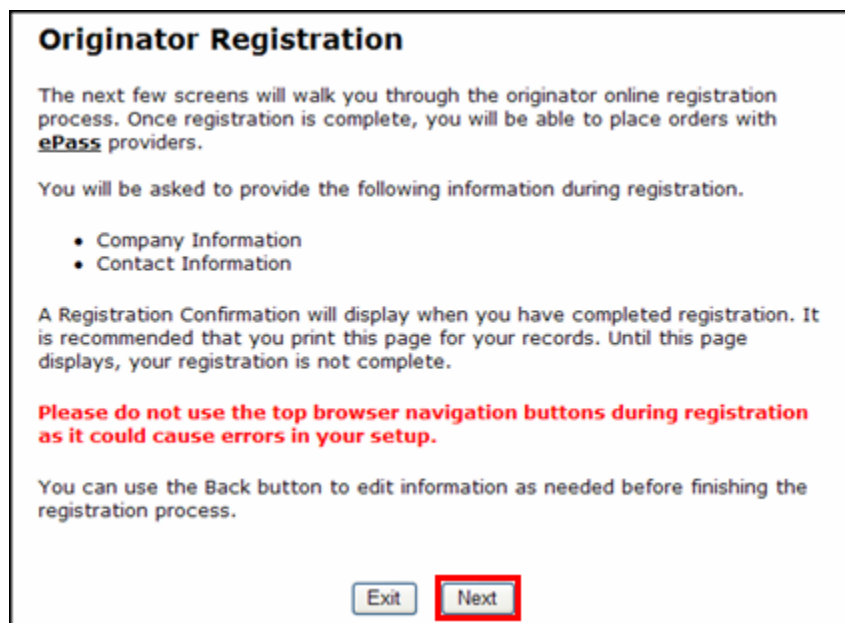 Originator Registration
The next few screens will walk you through the originator online registration
process. Once registration is complete, you will be able to place orders with
ePass providers.
You will be asked to provide the following information during registration.
• Company Information
• Contact Information
A Registration Confirmation will display when you have completed registration. It
is recommended that you print this page for your records. Until this page
displays, your registration is not complete.
Please do not use the top browser navigation buttons during registration
as it could cause errors in your setup.
You can use the Back button to edit information as needed before finishing the
registration process.
Exit Next